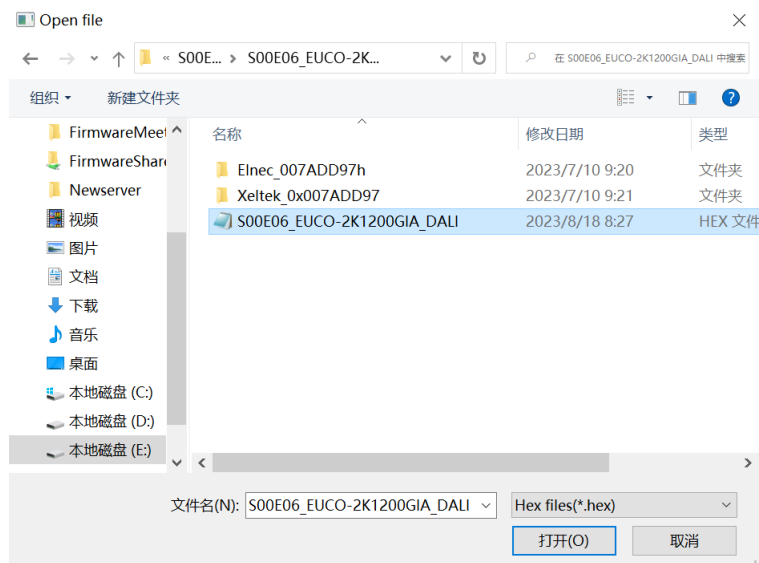 Open file
« S00E... > S00E06_EUCO-2K...
在 S00E06_EUCO-2K1200GIA_DALI 中搜索
组织
新建文件夹
?
FirmwareMeet
FirmwareShare
Newserver
视频
图片
文档
下载
音乐
桌面
本地磁盘 (C:)
本地磁盘 (D:)
本地磁盘 (E:)
名称 修改日期 类型
Elnec_007ADD97h 2023/7/10 9:20 文件夹
Xeltek_0x007ADD97 2023/7/10 9:21 文件夹
S00E06_EUCO-2K1200GIA_DALI 2023/8/18 8:27 HEX 文件
文件名(N): S00E06_EUCO-2K1200GIA_DALI Hex files(*.hex)
打开(O) 取消